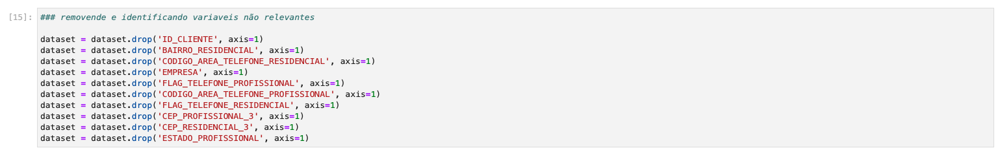 [15]: ### removende e identificando variaveis não relevantes
dataset = dataset.drop('ID_CLIENTE', axis=1)
dataset = dataset.drop('BAIRRO_RESIDENCIAL', axis=1)
dataset = dataset.drop('CODIGO_AREA_TELEFONE_RESIDENCIAL', axis=1)
dataset = dataset.drop('EMPRESA', axis=1)
dataset = dataset.drop('FLAG_TELEFONE_PROFISSIONAL', axis=1)
dataset = dataset.drop('CODIGO_AREA_TELEFONE_PROFISSIONAL', axis=1)
dataset = dataset.drop('FLAG_TELEFONE_RESIDENCIAL', axis=1)
dataset = dataset.drop('CEP_PROFISSIONAL_3', axis=1)
dataset = dataset.drop('CEP_RESIDENCIAL_3', axis=1)
dataset = dataset.drop('ESTADO_PROFISSIONAL', axis=1)